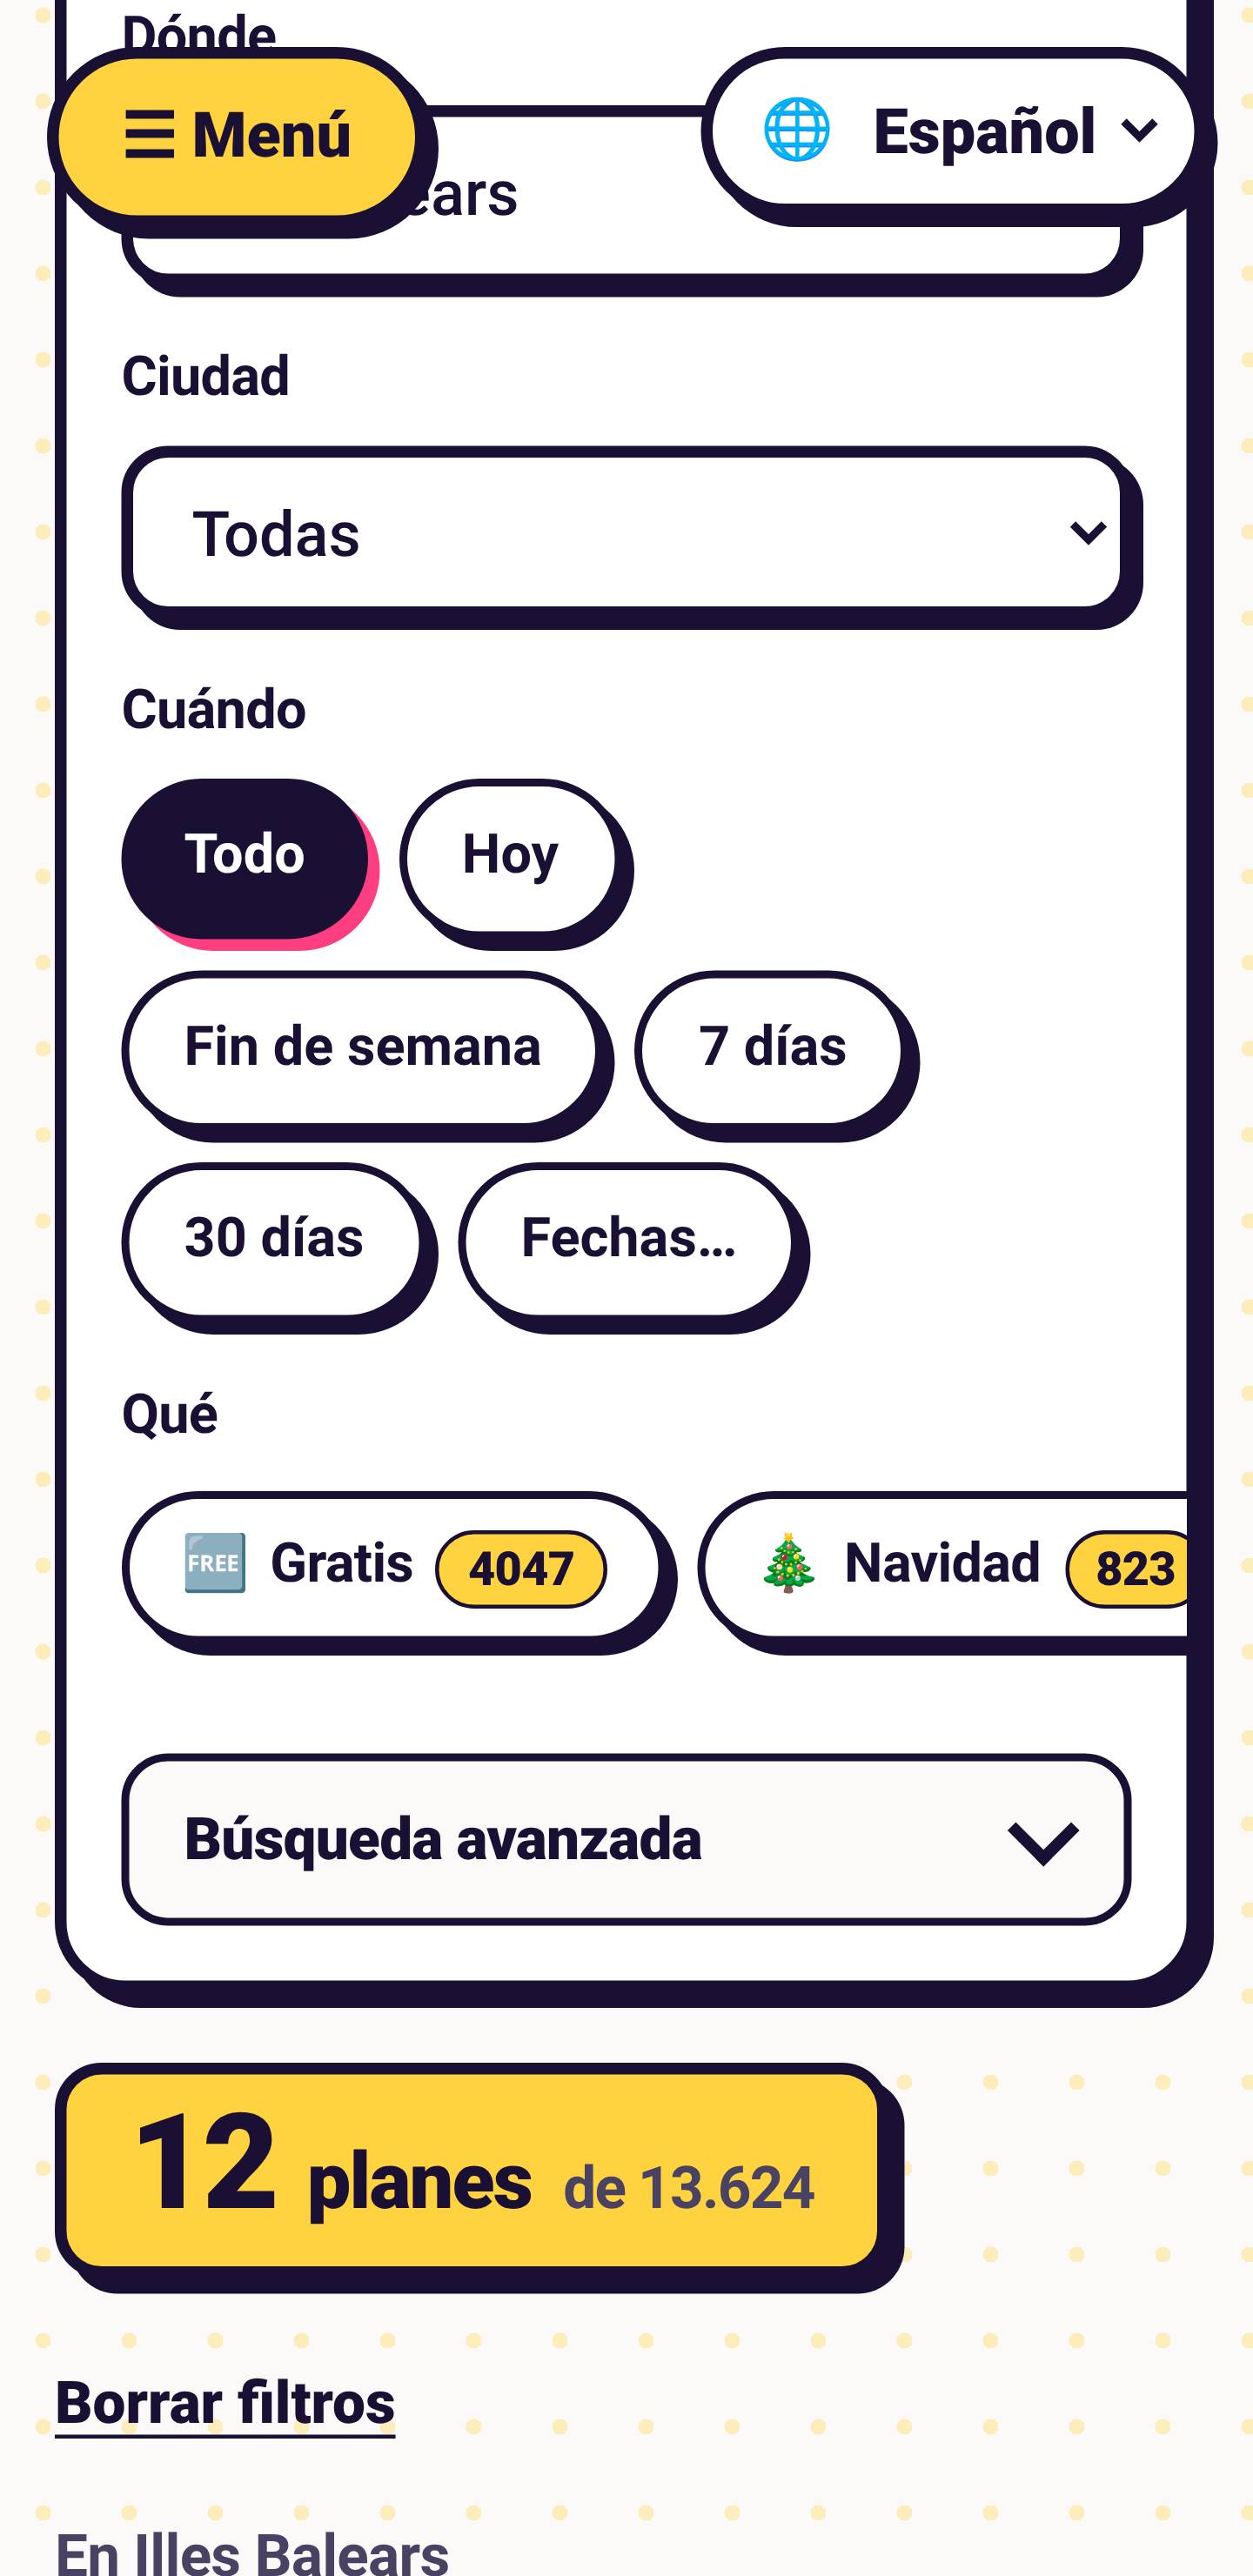 Dónde
☰ Menú
🌐 Español
ears
Ciudad
Todas
Cuándo
Todo
Hoy
Fin de semana
7 días
30 días
Fechas...
Qué
🆓 Gratis 4047
🎄 Navidad 823
Búsqueda avanzada
12 planes de 13.624
Borrar filtros
En Illes Balears